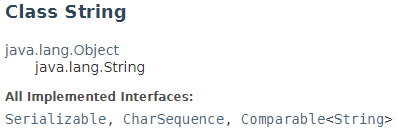 Class String
java.lang.Object
java.lang.String
All Implemented Interfaces:
Serializable, CharSequence, Comparable<String>